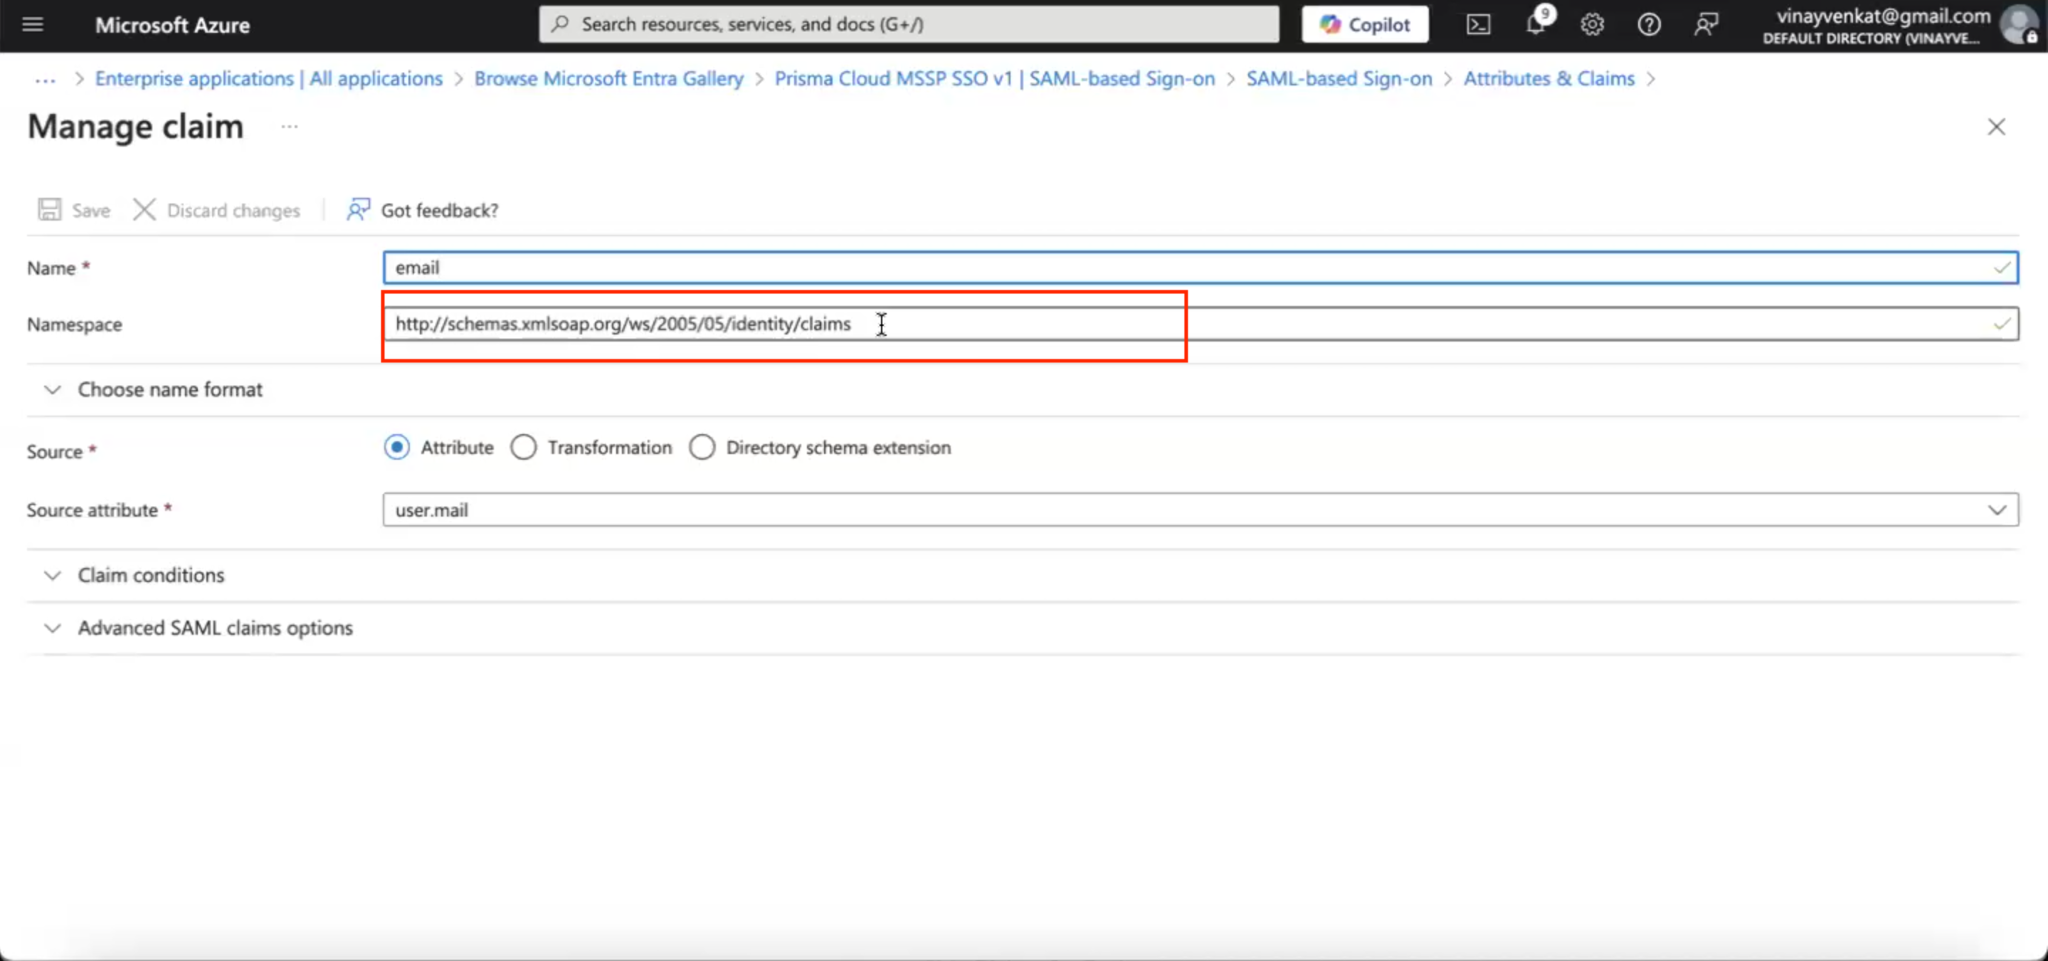 Microsoft Azure
Search resources, services, and docs (G+/)
Copilot
9
vinayvenkat@gmail.com
DEFAULT DIRECTORY (VINAYVE...
... > Enterprise applications | All applications > Browse Microsoft Entra Gallery > Prisma Cloud MSSP SSO v1 | SAML-based Sign-on > SAML-based Sign-on > Attributes & Claims >
Manage claim ...
Save Discard changes Got feedback?
Name * email
Namespace http://schemas.xmlsoap.org/ws/2005/05/identity/claims
Choose name format
Source * Attribute Transformation Directory schema extension
Source attribute * user.mail
Claim conditions
Advanced SAML claims options